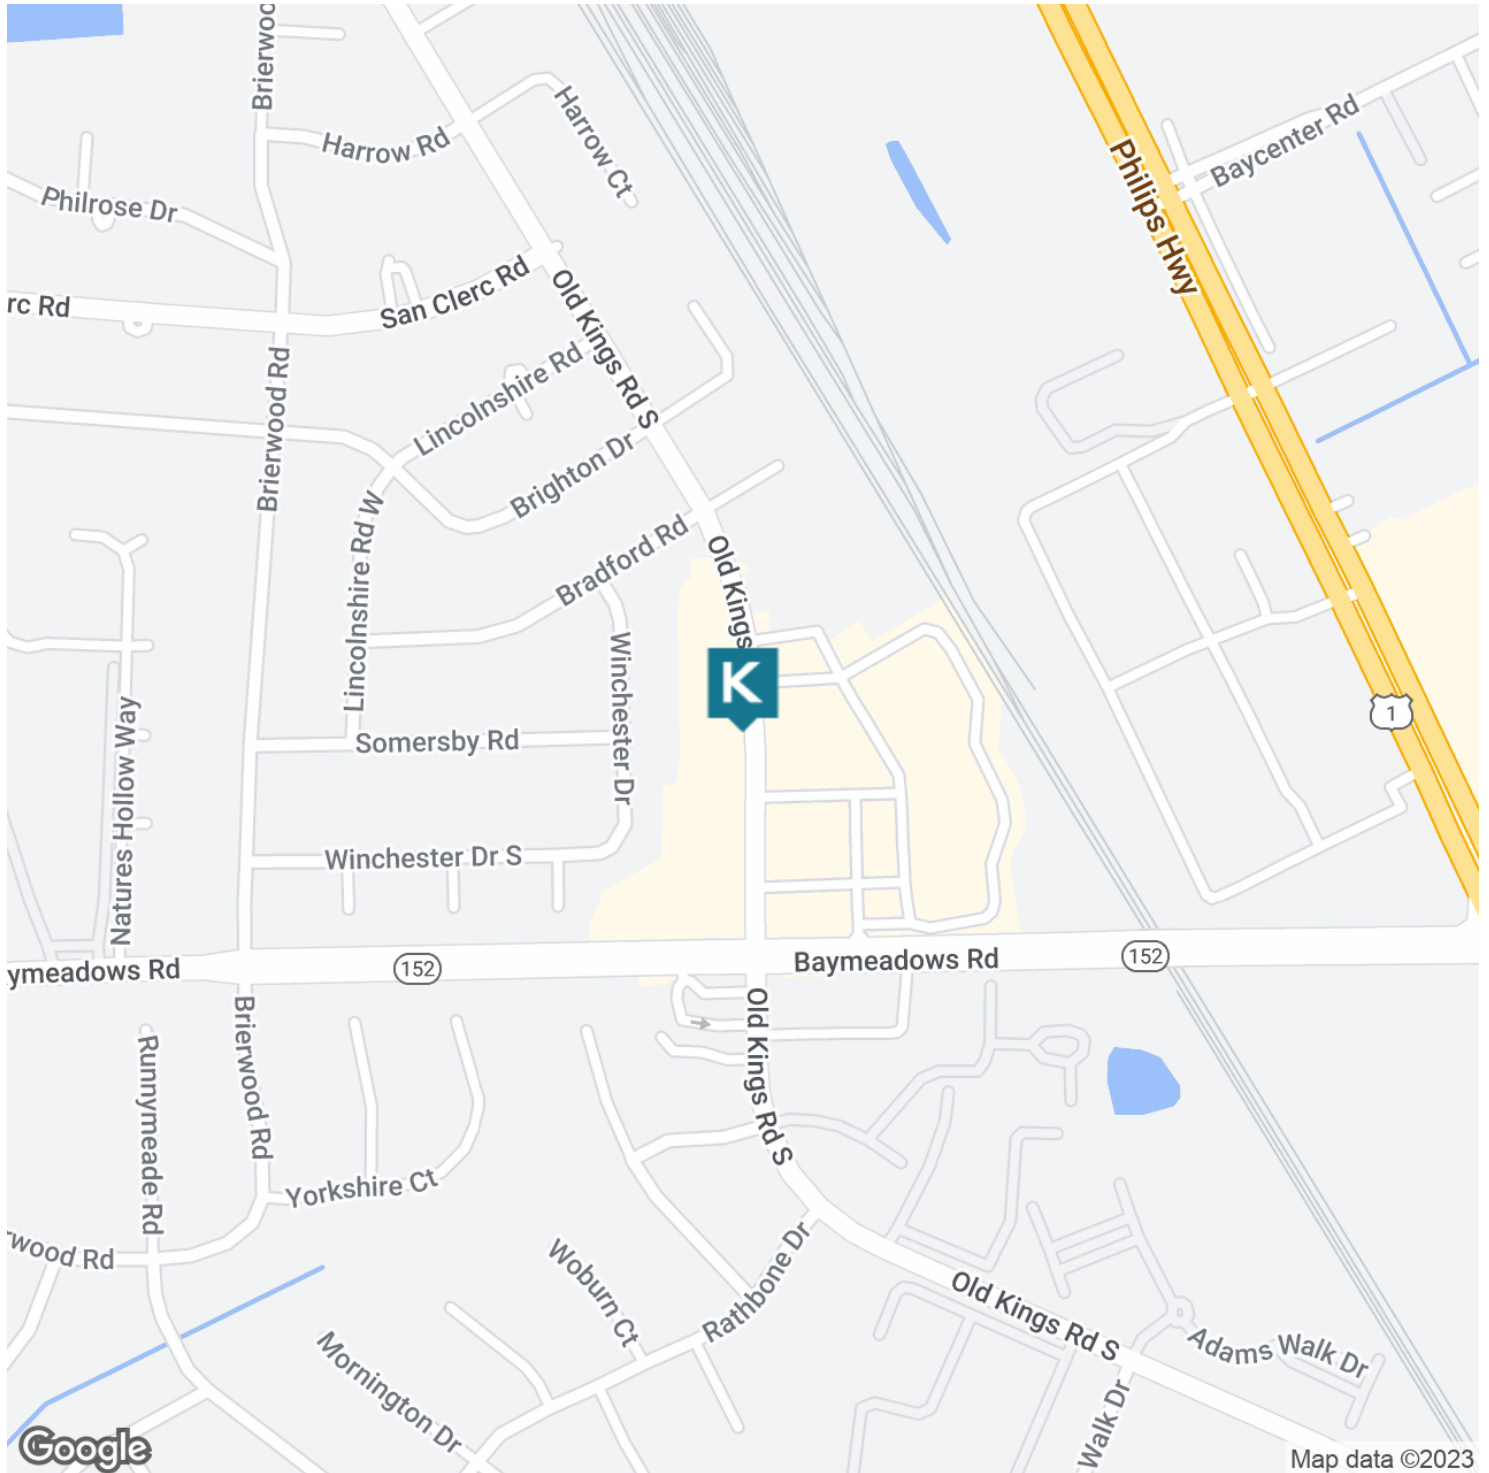 Brierwoo
Harrow Rd
Harrow Ct
Philrose Dr
Baycenter Rd
Philips Hwy
rc Rd
San Clerc Rd
Old Kings Rd S
Brierwood Rd
Lincolnshire Rd
Brighton Dr
Lincolnshire Rd W
Bradford Rd
Old Kings
Winchester Dr
K
1
Natures Hollow Way
Somersby Rd
Winchester Dr S
ymeadows Rd
152
Baymeadows Rd
152
Brierwood Rd
Runnymeade Rd
Old Kings Rd S
Yorkshire Ct
rwood Rd
Woburn Ct
Rathbone Dr
Old Kings Rd S
Mornington Dr
Adams Walk Dr
Walk Dr
Google
Map data ©2023